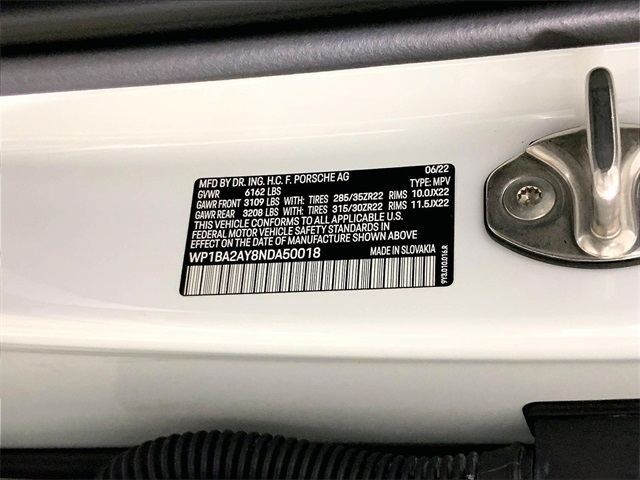 MFD BY DR. ING. H.C. F. PORSCHE AG 06/22
GVWR 6162 LBS TYPE: MPV
GAWR FRONT 3109 LBS WITH: TIRES 285/35ZR22 RIMS 10.0JX22
GAWR REAR 3208 LBS WITH: TIRES 315/30ZR22 RIMS 11.5JX22
THIS VEHICLE CONFORMS TO ALL APPLICABLE U.S.
FEDERAL MOTOR VEHICLE SAFETY STANDARDS IN
EFFECT ON THE DATE OF MANUFACTURE SHOWN ABOVE
WP1BA2AY8NDA50018 MADE IN SLOVAKIA
9Y3.010.016.R